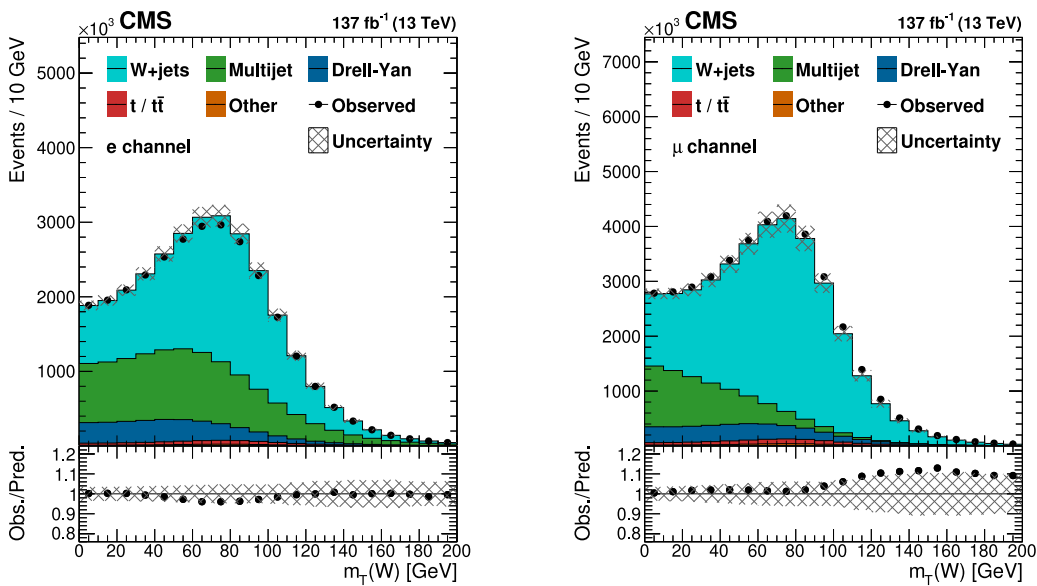 ×10³ CMS 137 fb⁻¹ (13 TeV)
Events / 10 GeV
5000
4000
3000
2000
1000
W+jets Multijet Drell-Yan
t / tt̄ Other Observed
e channel Uncertainty
Obs./Pred.
1.2
1.1
1
0.9
0.8
0 20 40 60 80 100 120 140 160 180 200
m_T(W) [GeV]
×10³ CMS 137 fb⁻¹ (13 TeV)
Events / 10 GeV
7000
6000
5000
4000
3000
2000
1000
W+jets Multijet Drell-Yan
t / tt̄ Other Observed
μ channel Uncertainty
Obs./Pred.
1.2
1.1
1
0.9
0.8
0 20 40 60 80 100 120 140 160 180 200
m_T(W) [GeV]